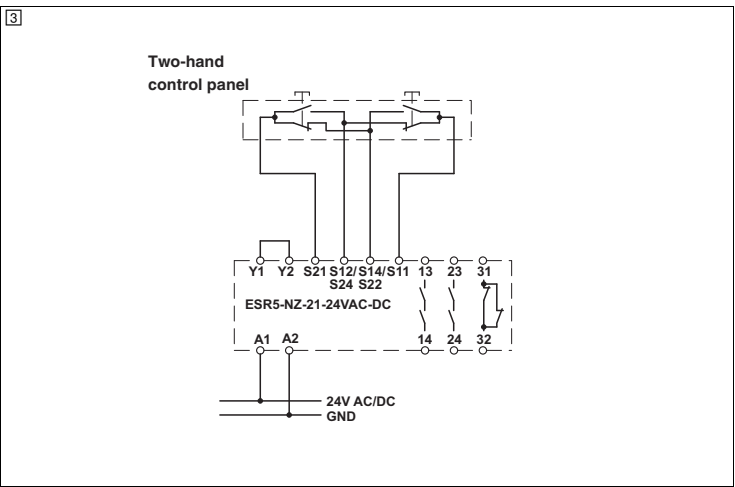 3
Two-hand
control panel
Y1 Y2 S21 S12/ S14/ S11 13 23 31
S24 S22
ESR5-NZ-21-24VAC-DC
A1 A2 14 24 32
24V AC/DC
GND